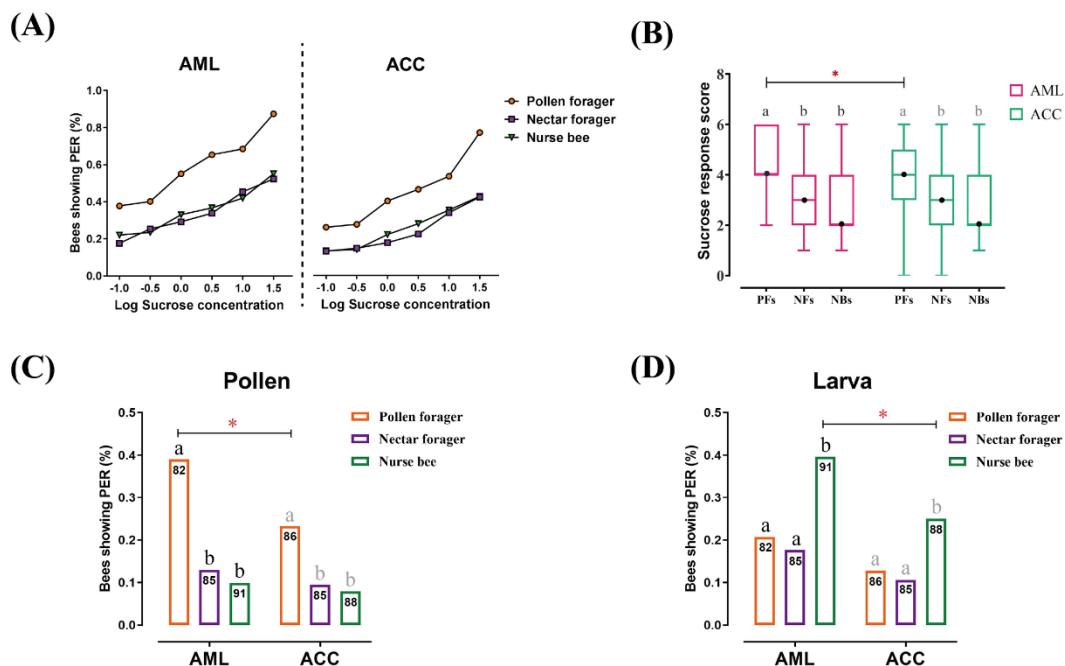 (A)
AML
ACC
Bees showing PER (%)
1.0
0.8
0.6
0.4
0.2
0.0
-1.0 -0.5 0.0 0.5 1.0 1.5
Log Sucrose concentration
-1.0 -0.5 0.0 0.5 1.0 1.5
Log Sucrose concentration
Pollen forager
Nectar forager
Nurse bee
(B)
Sucrose response score
8
6
4
2
0
*
a b b a b b
PFs NFs NBs PFs NFs NBs
AML
ACC
(C)
Pollen
Bees showing PER (%)
0.5
0.4
0.3
0.2
0.1
0.0
*
a b b a b b
82 85 91 86 85 88
AML ACC
Pollen forager
Nectar forager
Nurse bee
(D)
Larva
Bees showing PER (%)
0.5
0.4
0.3
0.2
0.1
0.0
*
a a b a a b
82 85 91 86 85 88
AML ACC
Pollen forager
Nectar forager
Nurse bee